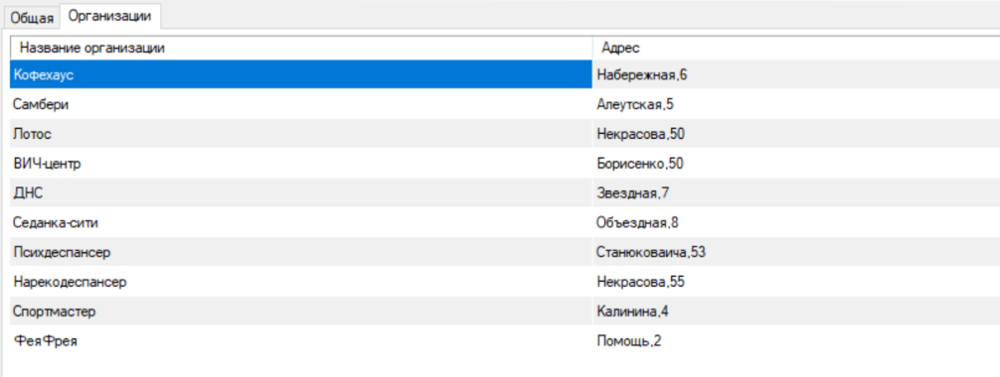 Общая Организации
Название организации Адрес
Кофехаус Набережная,6
Самбери Алеутская,5
Лотос Некрасова,50
ВИЧ-центр Борисенко,50
ДНС Звездная,7
Седанка-сити Объездная,8
Психдеспансер Станюковаича,53
Нарекодеспансер Некрасова,55
Спортмастер Калинина,4
ФеяФрея Помощь,2